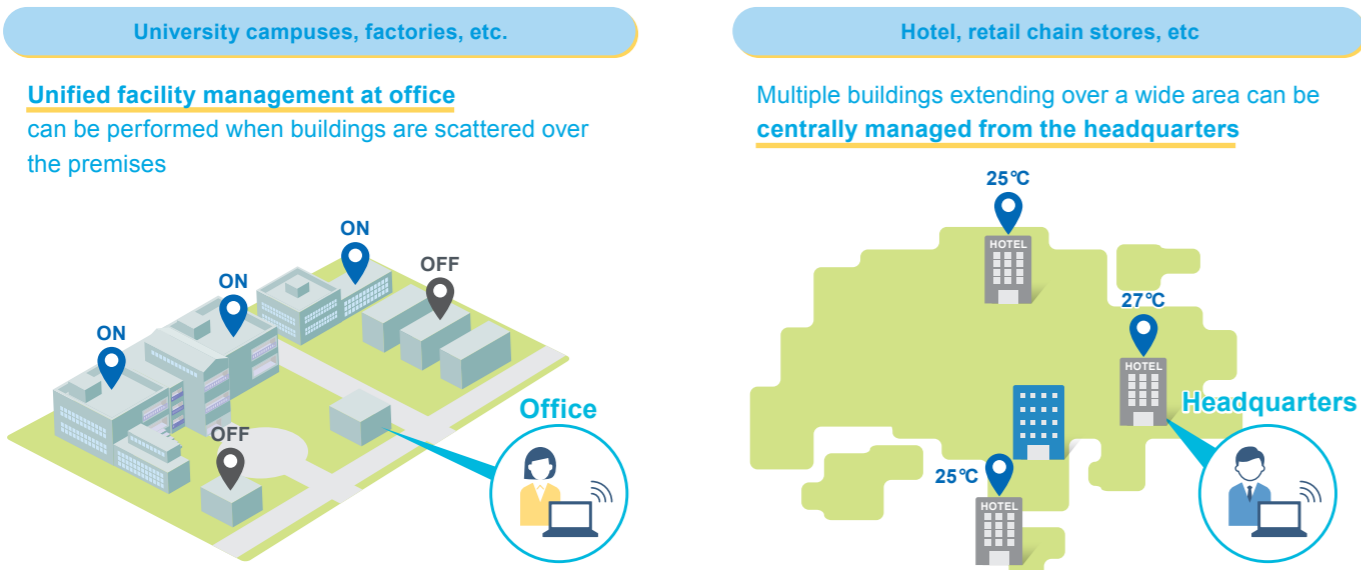 University campuses, factories, etc.
Unified facility management at office
can be performed when buildings are scattered over
the premises
ON
OFF
ON
ON
OFF
Office
Hotel, retail chain stores, etc
Multiple buildings extending over a wide area can be
centrally managed from the headquarters
25°C
HOTEL
27°C
HOTEL
Headquarters
25°C
HOTEL